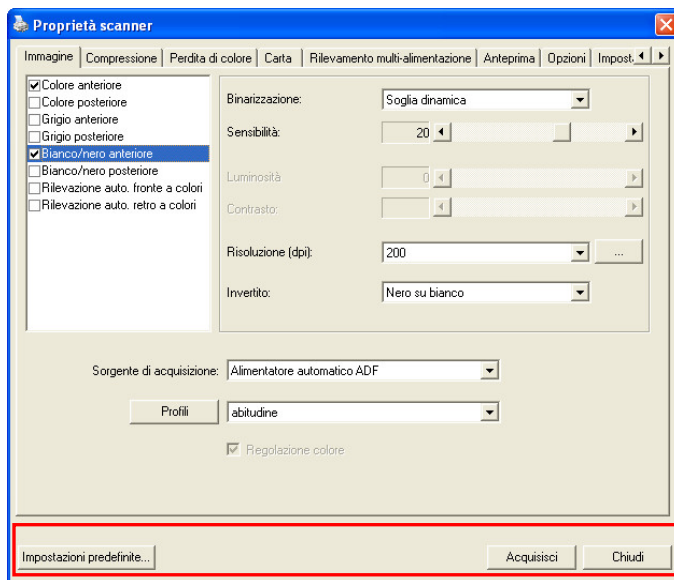 Proprietà scanner
Immagine Compressione Perdita di colore Carta Rilevamento multi-alimentazione Anteprima Opzioni Impost
Colore anteriore
Colore posteriore
Grigio anteriore
Grigio posteriore
Bianco/nero anteriore
Bianco/nero posteriore
Rilevazione auto. fronte a colori
Rilevazione auto. retro a colori
Binarizzazione: Soglia dinamica
Sensibilità: 20
Luminosità 0
Contrasto:
Risoluzione (dpi): 200 ...
Invertito: Nero su bianco
Sorgente di acquisizione: Alimentatore automatico ADF
Profili abitudine
Regolazione colore
Impostazioni predefinite... Acquisisci Chiudi